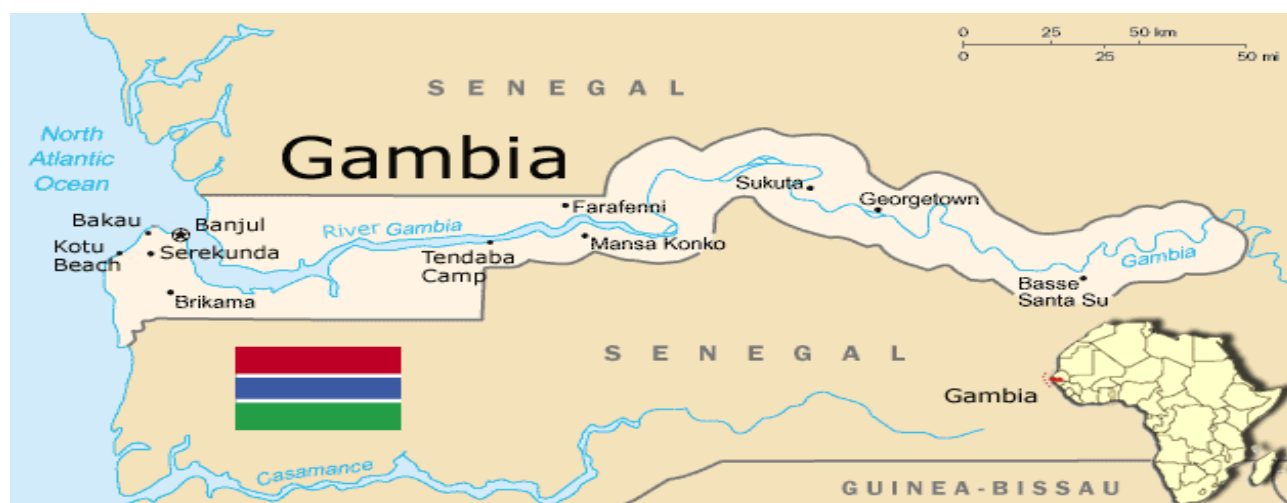 0 25 50 km
0 25 50 mi
SENEGAL
North
Atlantic
Ocean
Gambia
Sukuta
Georgetown
Farafenni
Bakau
Banjul
River Gambia
Kotu
Beach
Serekunda
Mansa Konko
Tendaba
Camp
Gambia
Basse
Santa Su
Brikama
SENEGAL
Gambia
Casamance
GUINEA-BISSAU